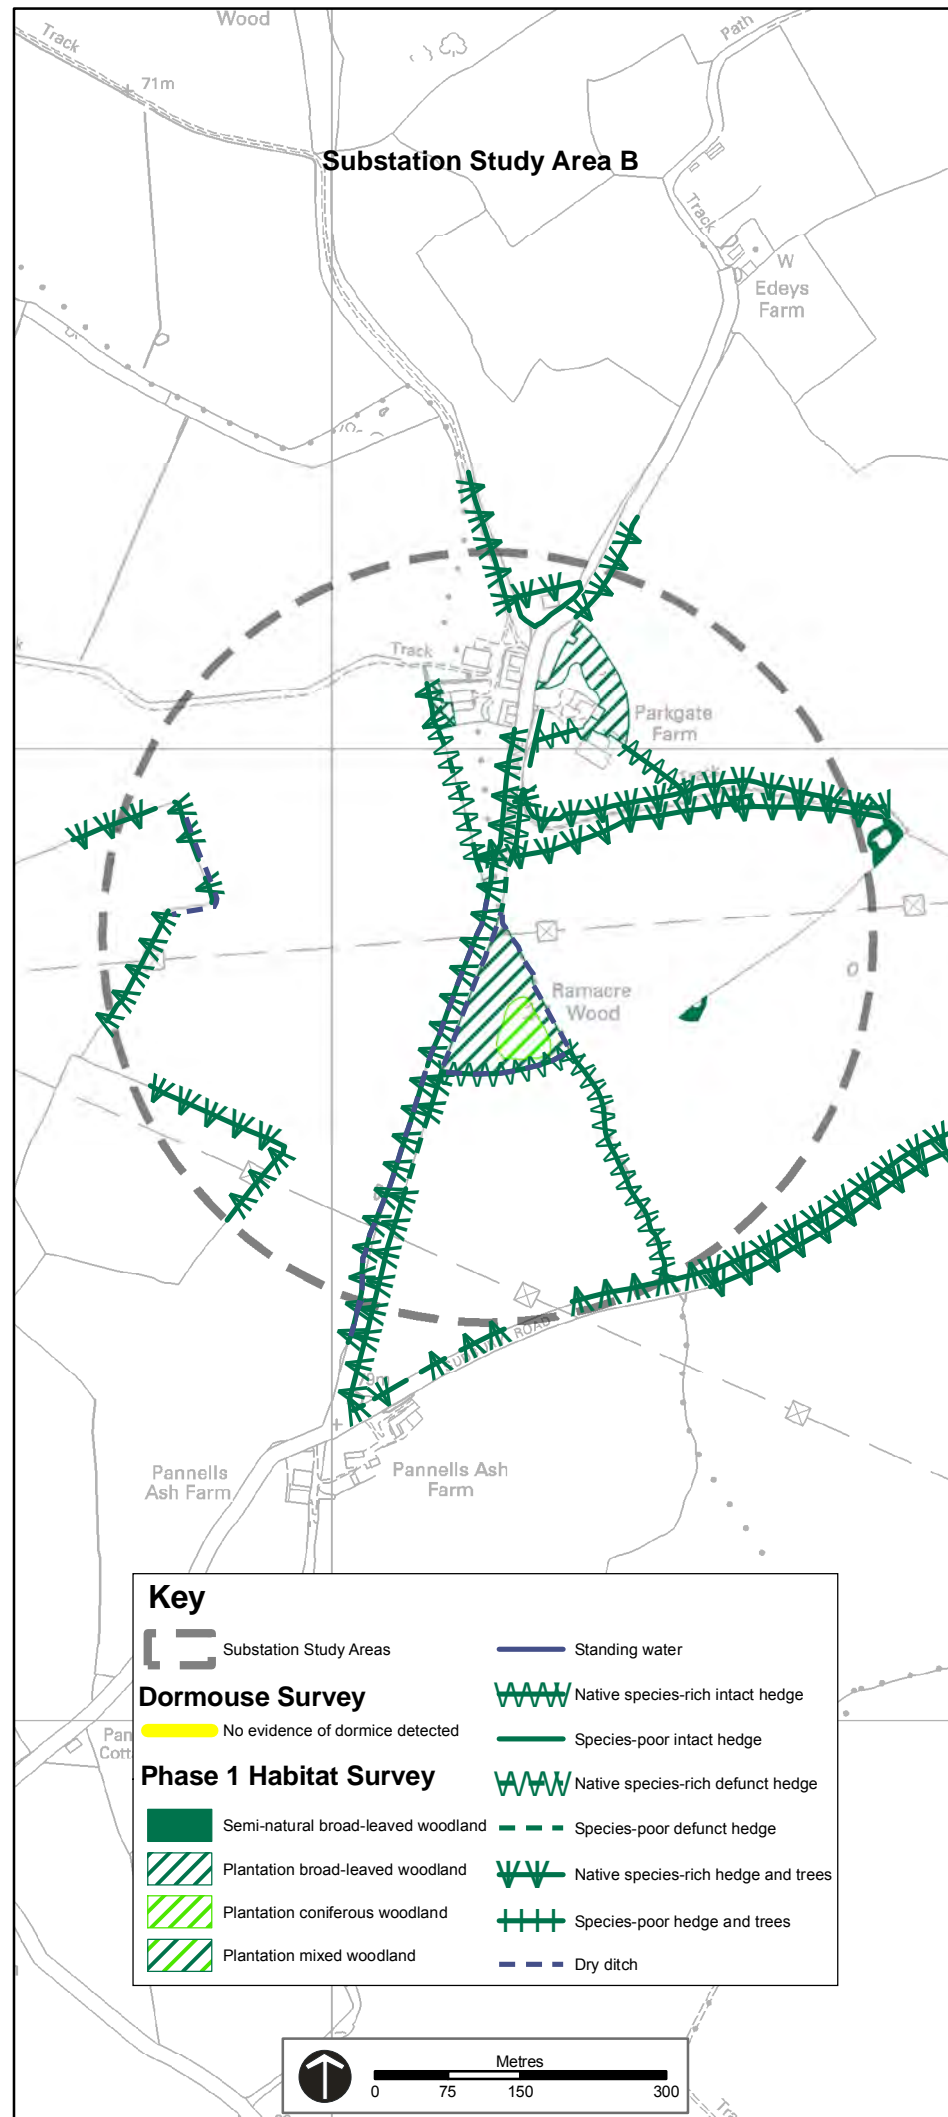 Wood
Track
Path
71m
Substation Study Area B
Track
W
Edeys
Farm
Track
Parkgate
Farm
Track
Ramacre
Wood
ROAD
79m
Pannells
Ash Farm
Pannells Ash
Farm
Key
Substation Study Areas
Dormouse Survey
No evidence of dormice detected
Phase 1 Habitat Survey
Semi-natural broad-leaved woodland
Plantation broad-leaved woodland
Plantation coniferous woodland
Plantation mixed woodland
Standing water
Native species-rich intact hedge
Species-poor intact hedge
Native species-rich defunct hedge
Species-poor defunct hedge
Native species-rich hedge and trees
Species-poor hedge and trees
Dry ditch
Pan
Cott
Metres
0 75 150 300